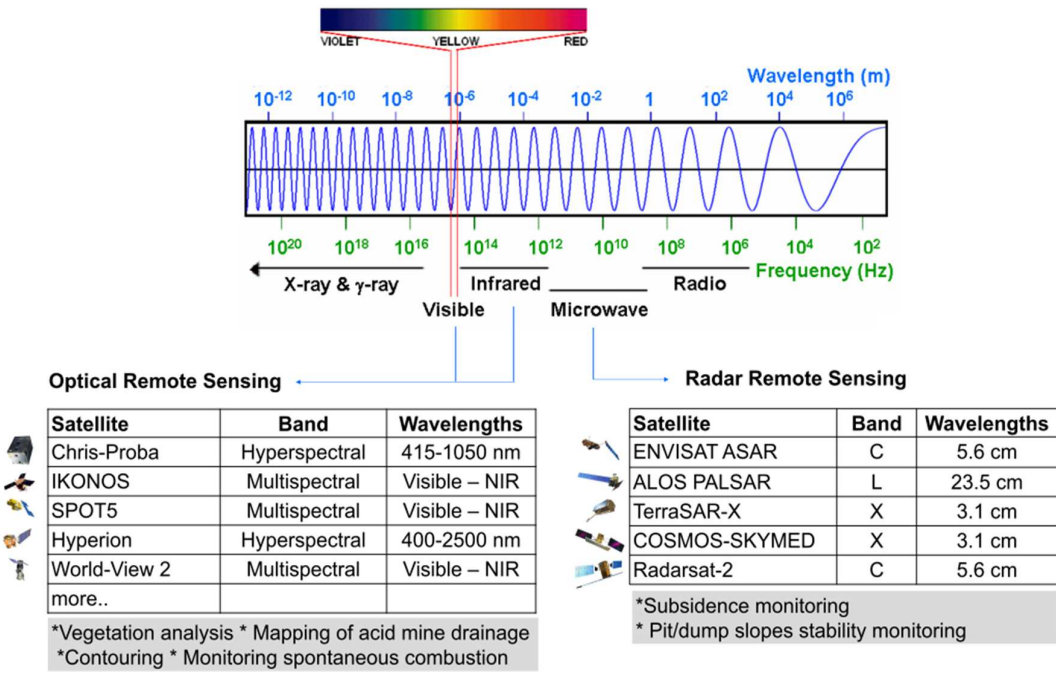 VIOLET YELLOW RED
Wavelength (m)
10⁻¹² 10⁻¹⁰ 10⁻⁸ 10⁻⁶ 10⁻⁴ 10⁻² 1 10² 10⁴ 10⁶
10²⁰ 10¹⁸ 10¹⁶ 10¹⁴ 10¹² 10¹⁰ 10⁸ 10⁶ 10⁴ 10²
Frequency (Hz)
X-ray & γ-ray Infrared Radio
Visible Microwave
Optical Remote Sensing
Satellite Band Wavelengths
Chris-Proba Hyperspectral 415-1050 nm
IKONOS Multispectral Visible – NIR
SPOT5 Multispectral Visible – NIR
Hyperion Hyperspectral 400-2500 nm
World-View 2 Multispectral Visible – NIR
more..
*Vegetation analysis * Mapping of acid mine drainage
*Contouring * Monitoring spontaneous combustion
Radar Remote Sensing
Satellite Band Wavelengths
ENVISAT ASAR C 5.6 cm
ALOS PALSAR L 23.5 cm
TerraSAR-X X 3.1 cm
COSMOS-SKYMED X 3.1 cm
Radarsat-2 C 5.6 cm
*Subsidence monitoring
* Pit/dump slopes stability monitoring